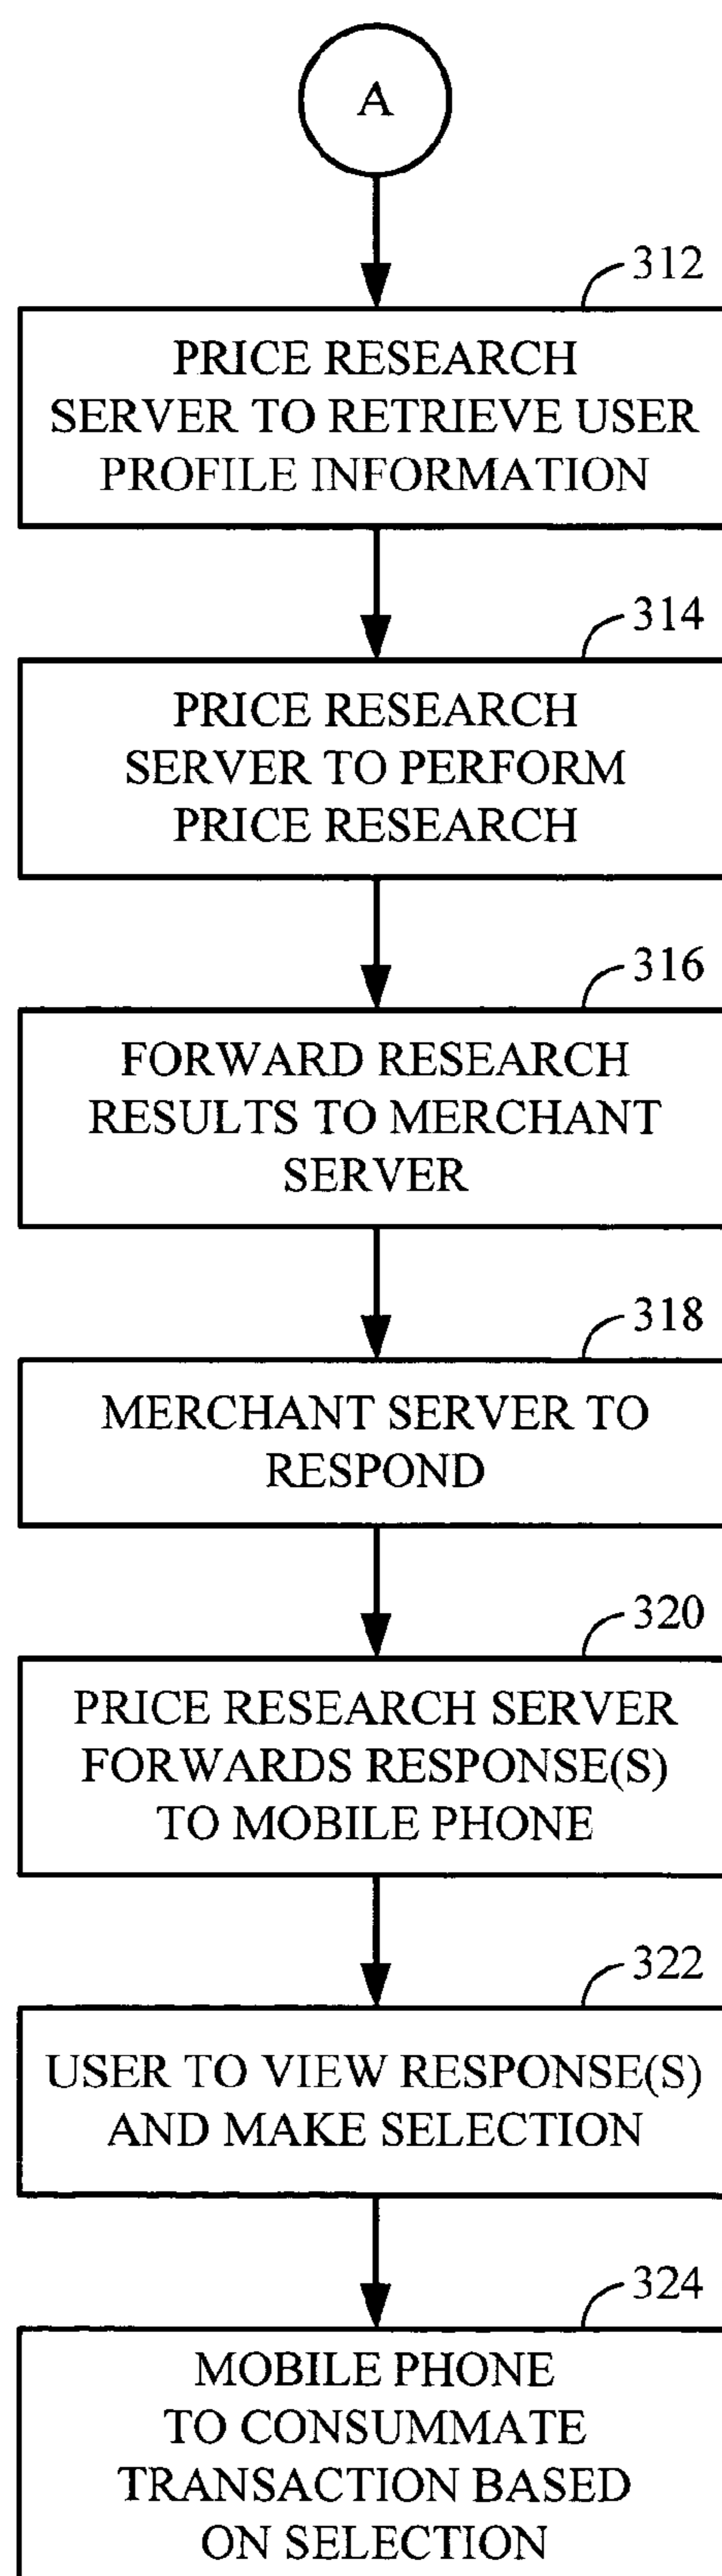 A
312
PRICE RESEARCH
SERVER TO RETRIEVE USER
PROFILE INFORMATION
314
PRICE RESEARCH
SERVER TO PERFORM
PRICE RESEARCH
316
FORWARD RESEARCH
RESULTS TO MERCHANT
SERVER
318
MERCHANT SERVER TO
RESPOND
320
PRICE RESEARCH SERVER
FORWARDS RESPONSE(S)
TO MOBILE PHONE
322
USER TO VIEW RESPONSE(S)
AND MAKE SELECTION
324
MOBILE PHONE
TO CONSUMMATE
TRANSACTION BASED
ON SELECTION